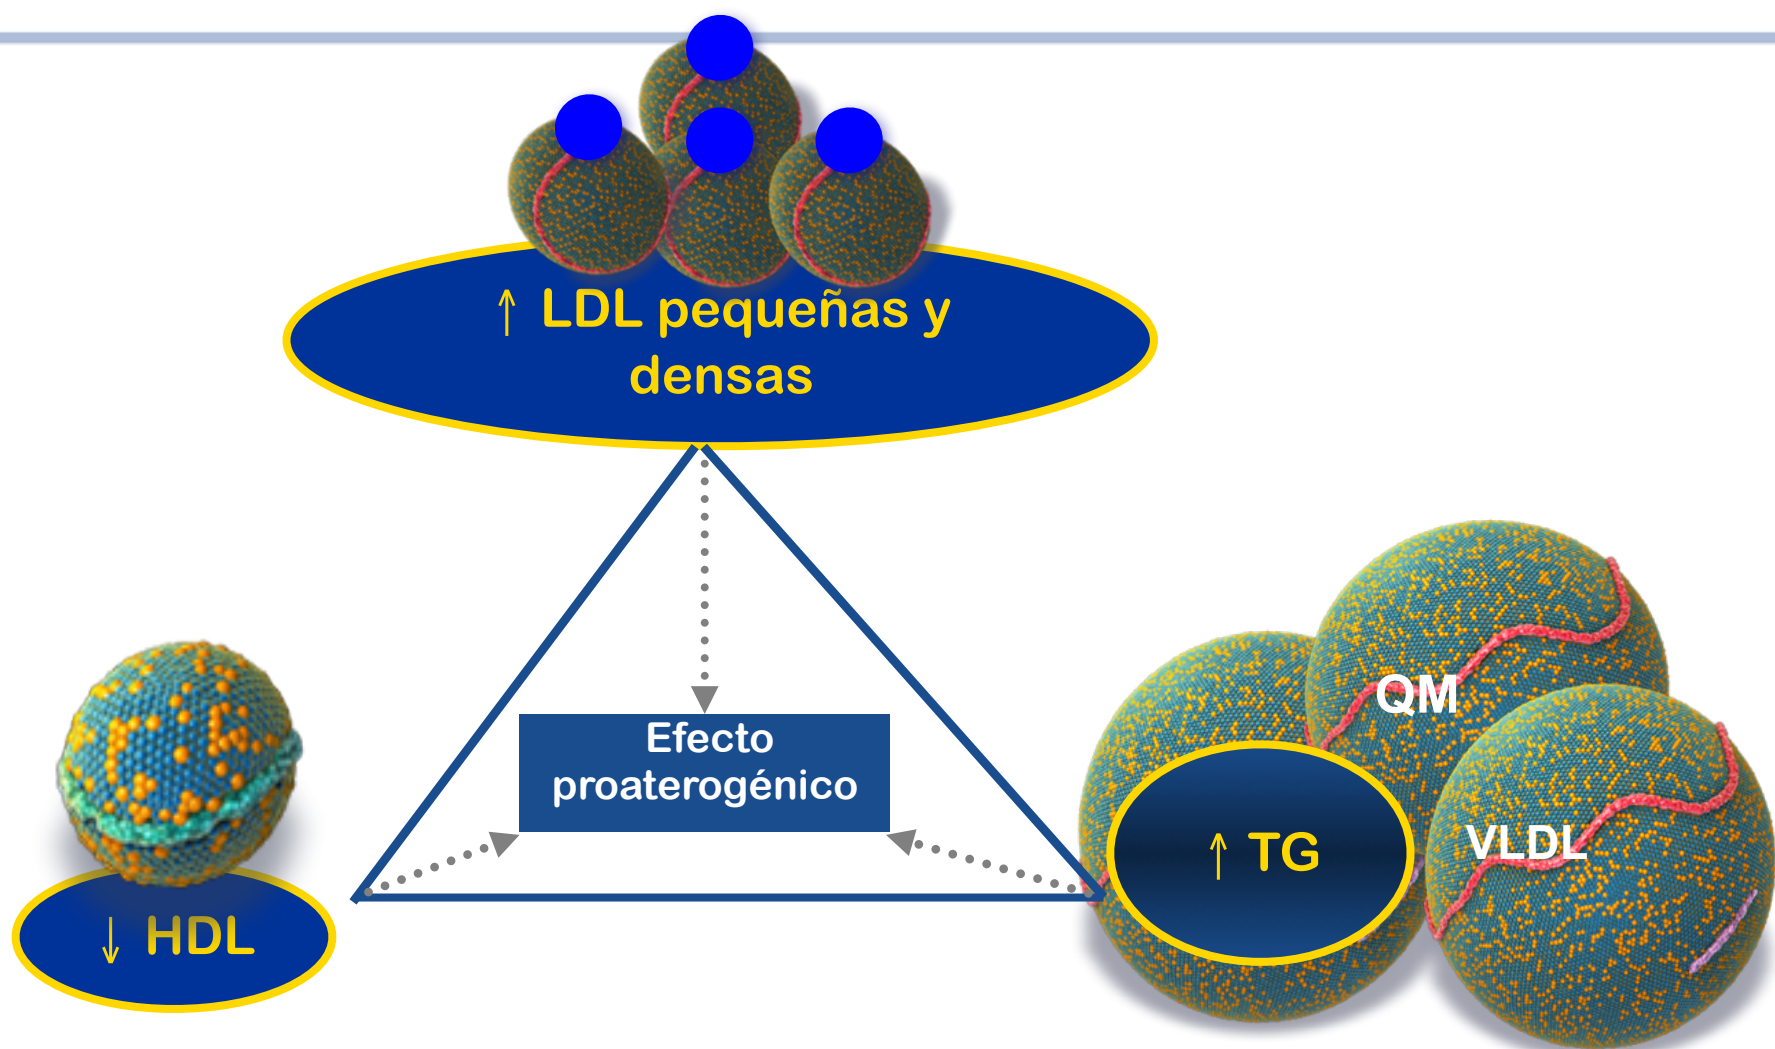 ↑ LDL pequeñas y
densas
Efecto
proaterogénico
QM
VLDL
↑ TG
↓ HDL